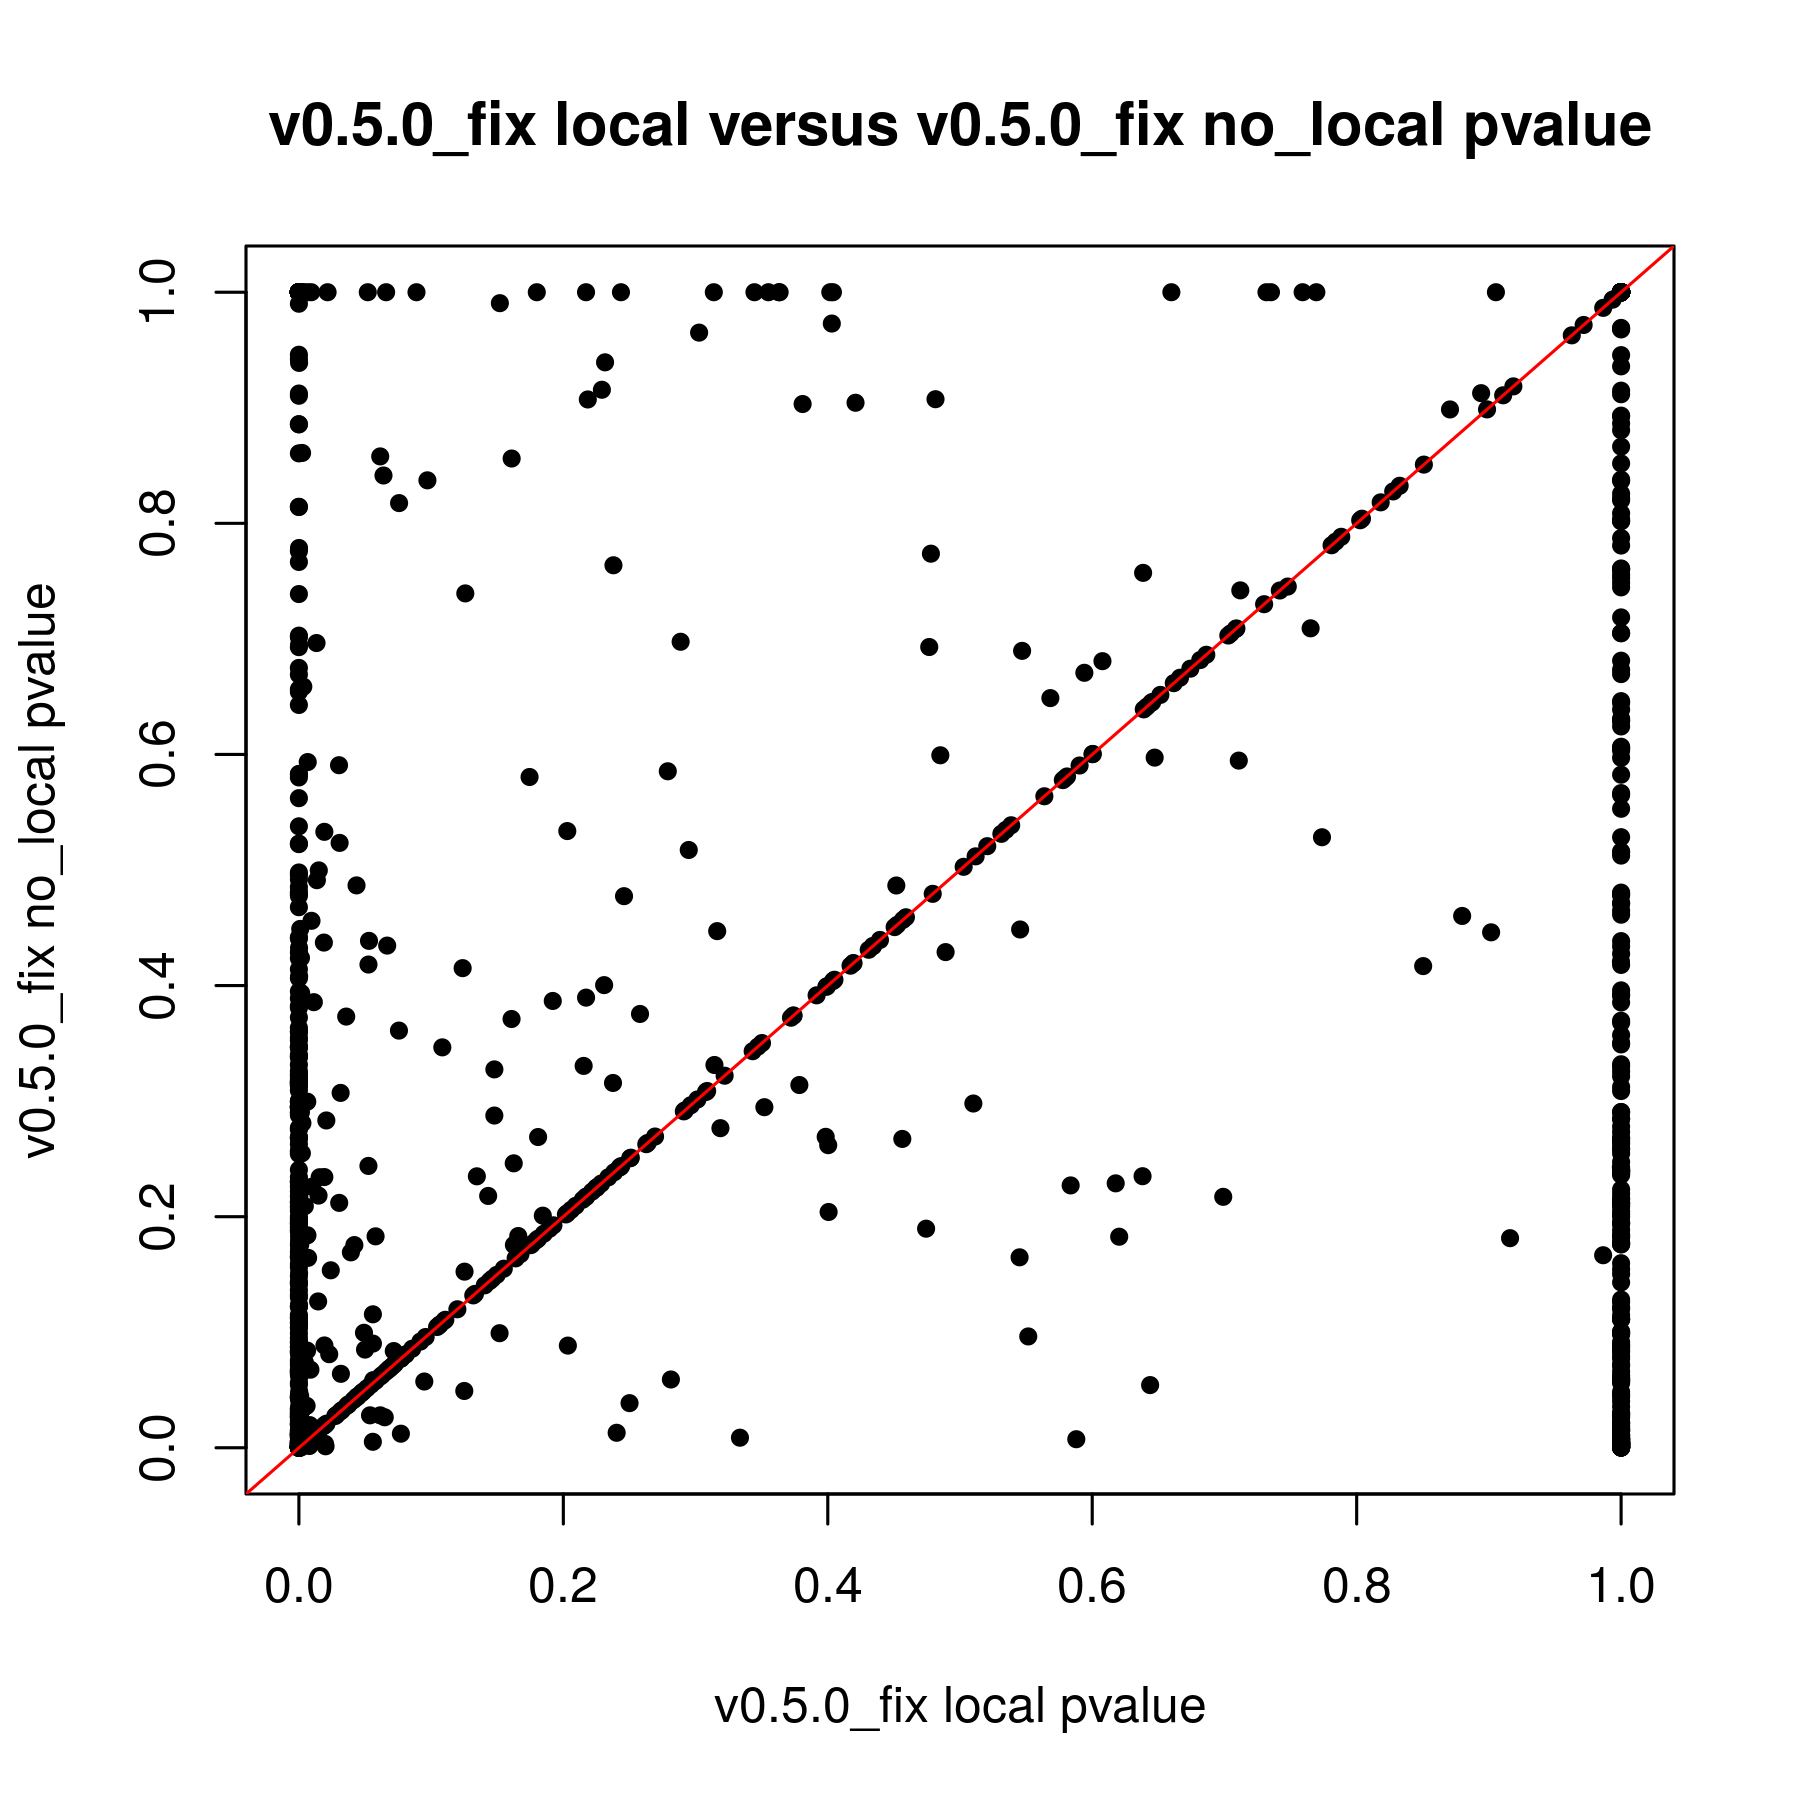 v0.5.0_fix local versus v0.5.0_fix no_local pvalue
v0.5.0_fix no_local pvalue
1.0
0.8
0.6
0.4
0.2
0.0
0.0 0.2 0.4 0.6 0.8 1.0
v0.5.0_fix local pvalue